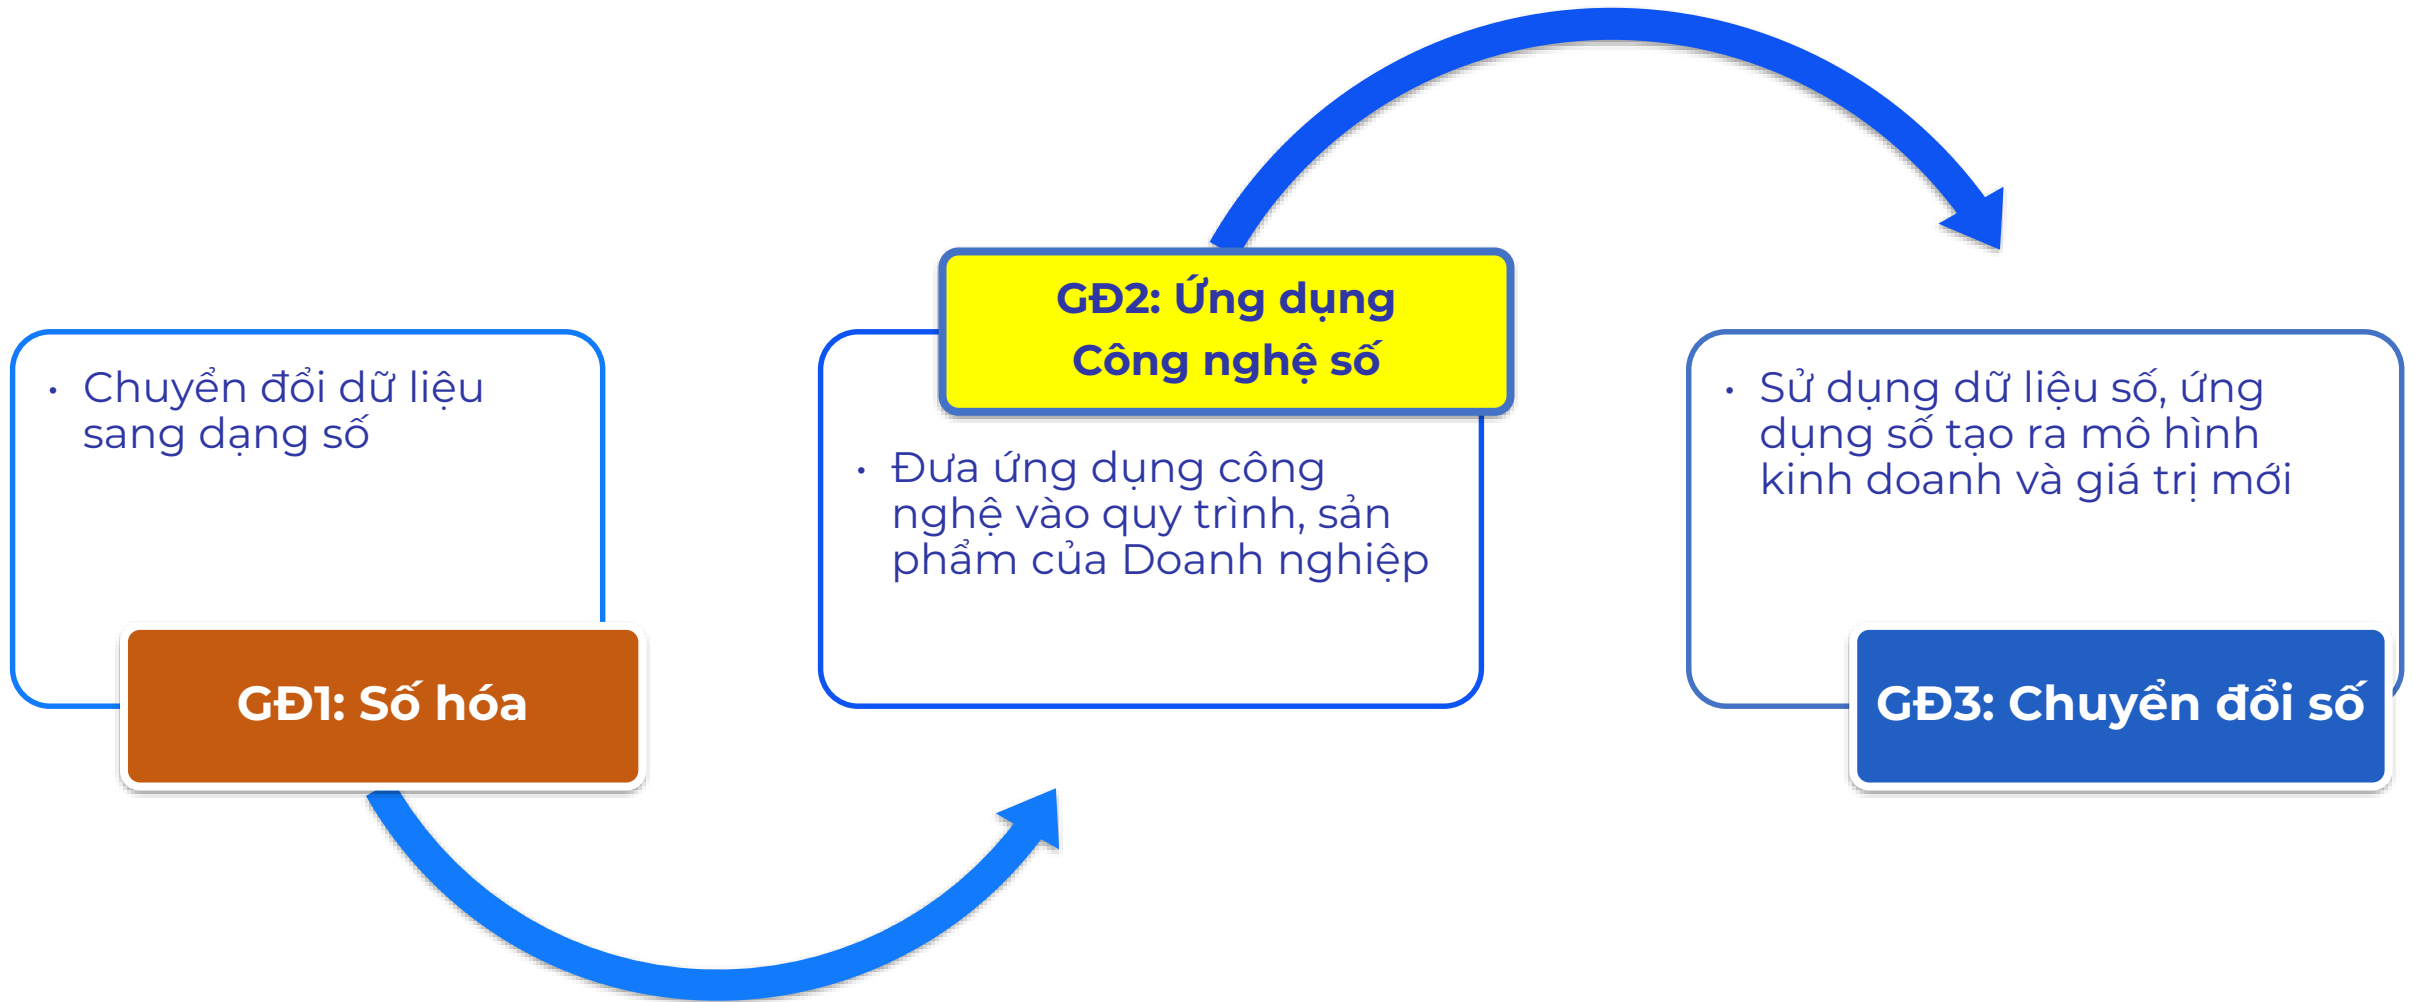 • Chuyển đổi dữ liệu
sang dạng số
GĐ1: Số hóa
GĐ2: Ứng dụng
Công nghệ số
• Đưa ứng dụng công
nghệ vào quy trình, sản
phẩm của Doanh nghiệp
• Sử dụng dữ liệu số, ứng
dụng số tạo ra mô hình
kinh doanh và giá trị mới
GĐ3: Chuyển đổi số